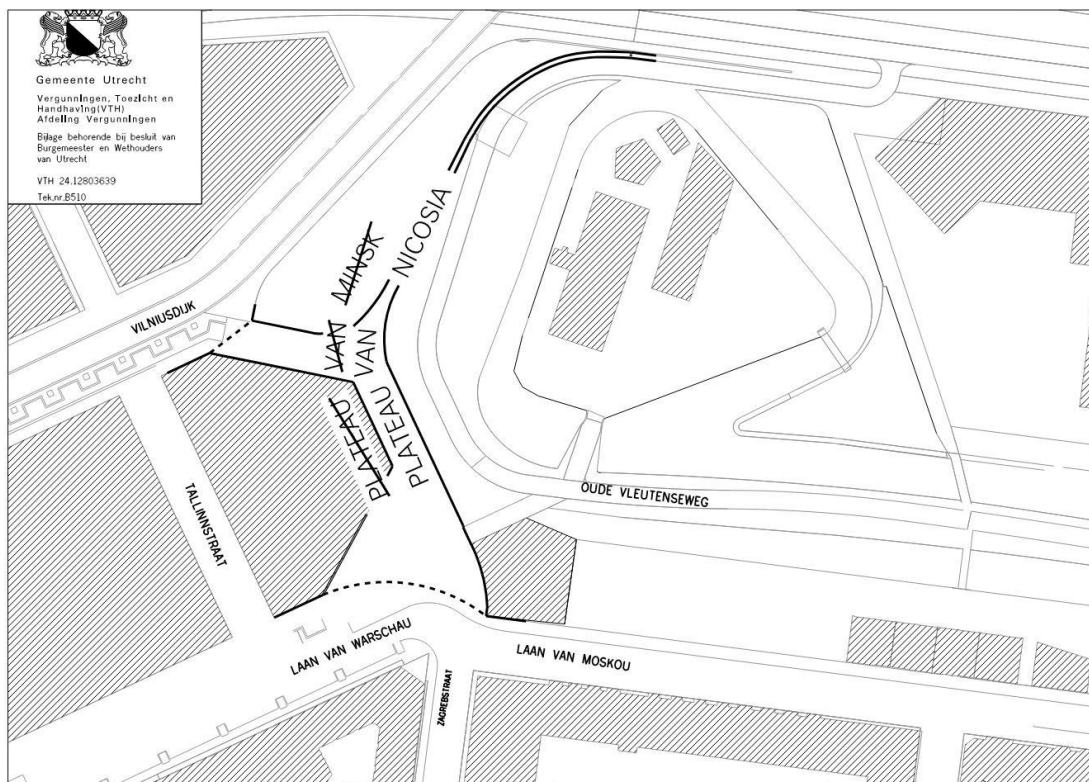 Gemeente Utrecht
Vergunningen, Toezicht en
Handhaving(VTH)
Afdeling Vergunningen
Bijlage behorende bij besluit van
Burgemeester en Wethouders
van Utrecht
VTH 24.12803639
Tek.nr.B510
PLATEAU VAN MINSK
PLATEAU VAN NICOSIA
VILNIUSDIJK
TALLINNSTRAAT
OUDE VLEUTENSEWEG
LAAN VAN WARSCHAU
LAAN VAN MOSKOU
ZAGREBSTRAAT